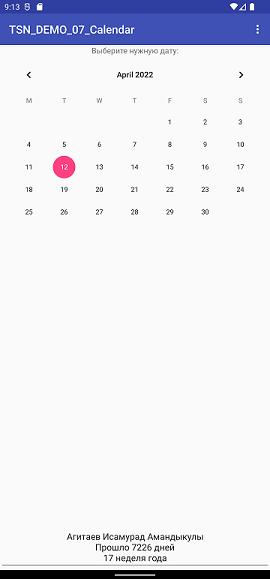 9:13
TSN_DEMO_07_Calendar
Выберите нужную дату:
April 2022
M T W T F S S
1 2 3
4 5 6 7 8 9 10
11 12 13 14 15 16 17
18 19 20 21 22 23 24
25 26 27 28 29 30
Агитаев Исамурад Амандыкулы
Прошло 7226 дней
17 неделя года